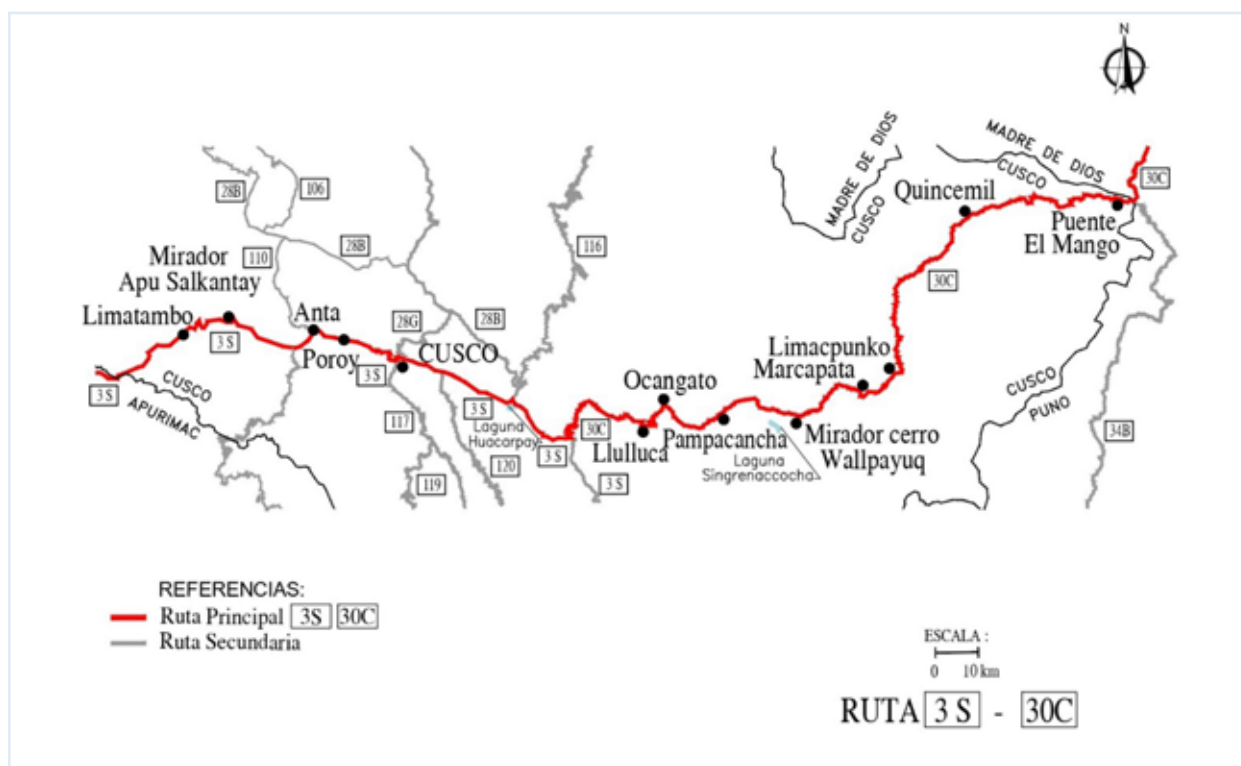 N
MADRE DE DIOS
CUSCO
30C
28B
106
MADRE DE DIOS
CUSCO
Quincemil
Puente
El Mango
110
28B
116
Mirador
Apu Salkantay
30C
Limatambo
Anta
28G
28B
3 S
Poroy
3 S
CUSCO
Limacpunko
Marcapata
3 S
CUSCO
APURIMAC
Ocangato
CUSCO
PUNO
117
3 S
Laguna
Huacarpay
30C
3 S
Llulluca
Pampacancha
Mirador cerro
Wallpayuq
34B
119
120
3 S
Laguna
Singrenaccocha
REFERENCIAS:
Ruta Principal 3S 30C
Ruta Secundaria
ESCALA :
0 10 km
RUTA 3 S - 30C